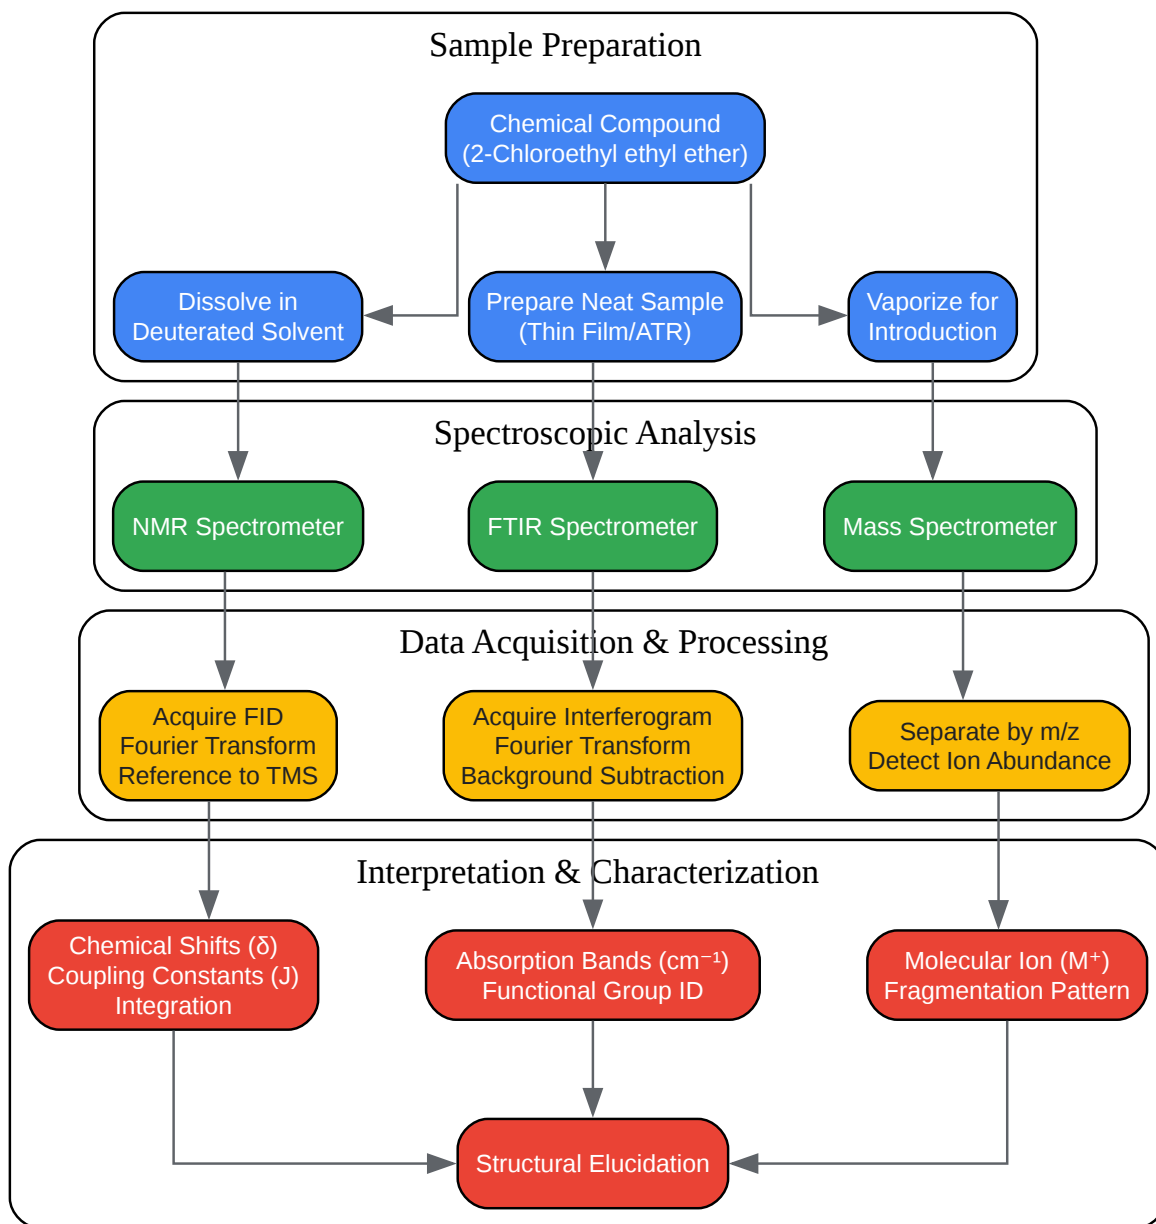 Sample Preparation
Chemical Compound
(2-Chloroethyl ethyl ether)
Dissolve in
Deuterated Solvent
Prepare Neat Sample
(Thin Film/ATR)
Vaporize for
Introduction
Spectroscopic Analysis
NMR Spectrometer
FTIR Spectrometer
Mass Spectrometer
Data Acquisition & Processing
Acquire FID
Fourier Transform
Reference to TMS
Acquire Interferogram
Fourier Transform
Background Subtraction
Separate by m/z
Detect Ion Abundance
Interpretation & Characterization
Chemical Shifts (δ)
Coupling Constants (J)
Integration
Absorption Bands (cm⁻¹)
Functional Group ID
Molecular Ion (M⁺)
Fragmentation Pattern
Structural Elucidation